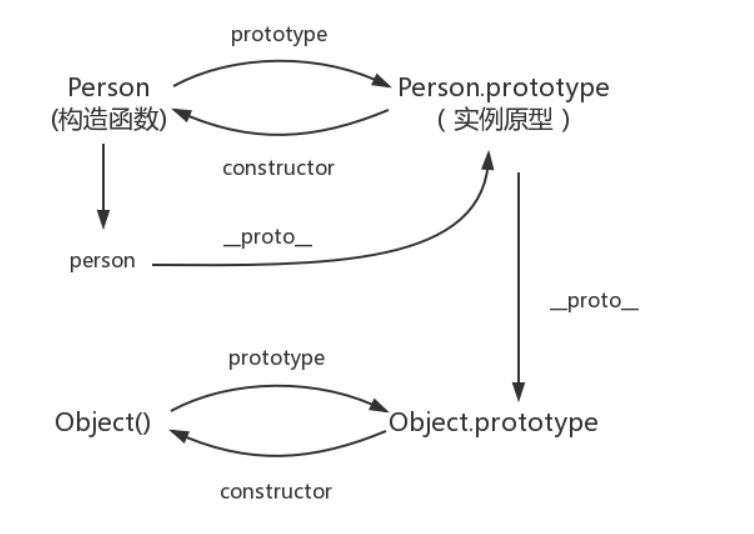 prototype
Person
Person.prototype
(构造函数)
（实例原型）
constructor
person
__proto__
__proto__
prototype
Object()
Object.prototype
constructor